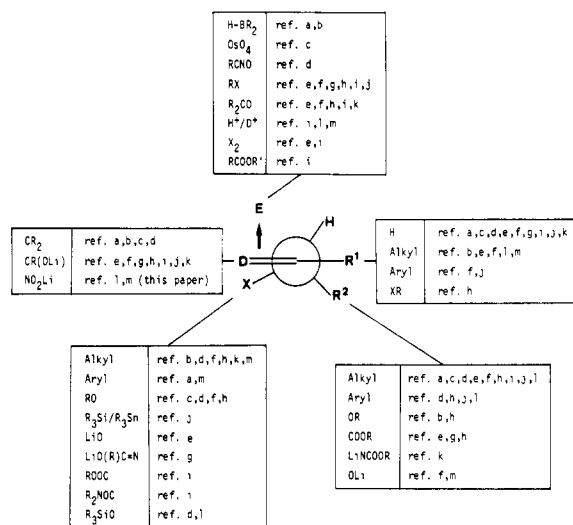 H-BR₂ ref. a,b
OsO₄ ref. c
RCNO ref. d
RX ref. e,f,g,h,i,j
R₂CO ref. e,f,h,i,k
H⁺/D⁺ ref. ı,l,m
X₂ ref. e,ı
RCOOR' ref. i
E
H
CR₂ ref. a,b,c,d
CR(OLi) ref. e,f,g,h,ı,j,k
NO₂Li ref. l,m (this paper)
D
R¹
X
R²
H ref. a,c,d,e,f,g,ı,j,k
Alkyl ref. b,e,f,l,m
Aryl ref. f,j
XR ref. h
Alkyl ref. b,d,f,h,k,m
Aryl ref. a,m
RO ref. c,d,f,h
R₃Si/R₃Sn ref. j
LiO ref. e
LiO(R)C=N ref. g
ROOC ref. ı
R₂NOC ref. ı
R₃SiO ref. d,l
Alkyl ref. a,c,d,e,f,h,ı,j,l
Aryl ref. d,h,j,l
OR ref. b,h
COOR ref. e,g,h
LiNCOOR ref. k
OLi ref. f,m